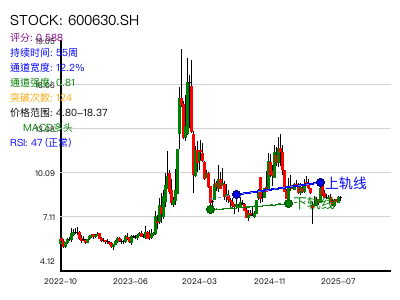 STOCK: 600630.SH
评分: 0.588
持续时间: 55周
通道宽度: 12.2%
通道强度: 0.81
突破次数: 124
价格范围: 4.80-18.37
MACD多头
RSI: 47 (正常)
10.09
7.11
4.12
上轨线
下轨线
2022-10
2023-06
2024-03
2024-11
2025-07